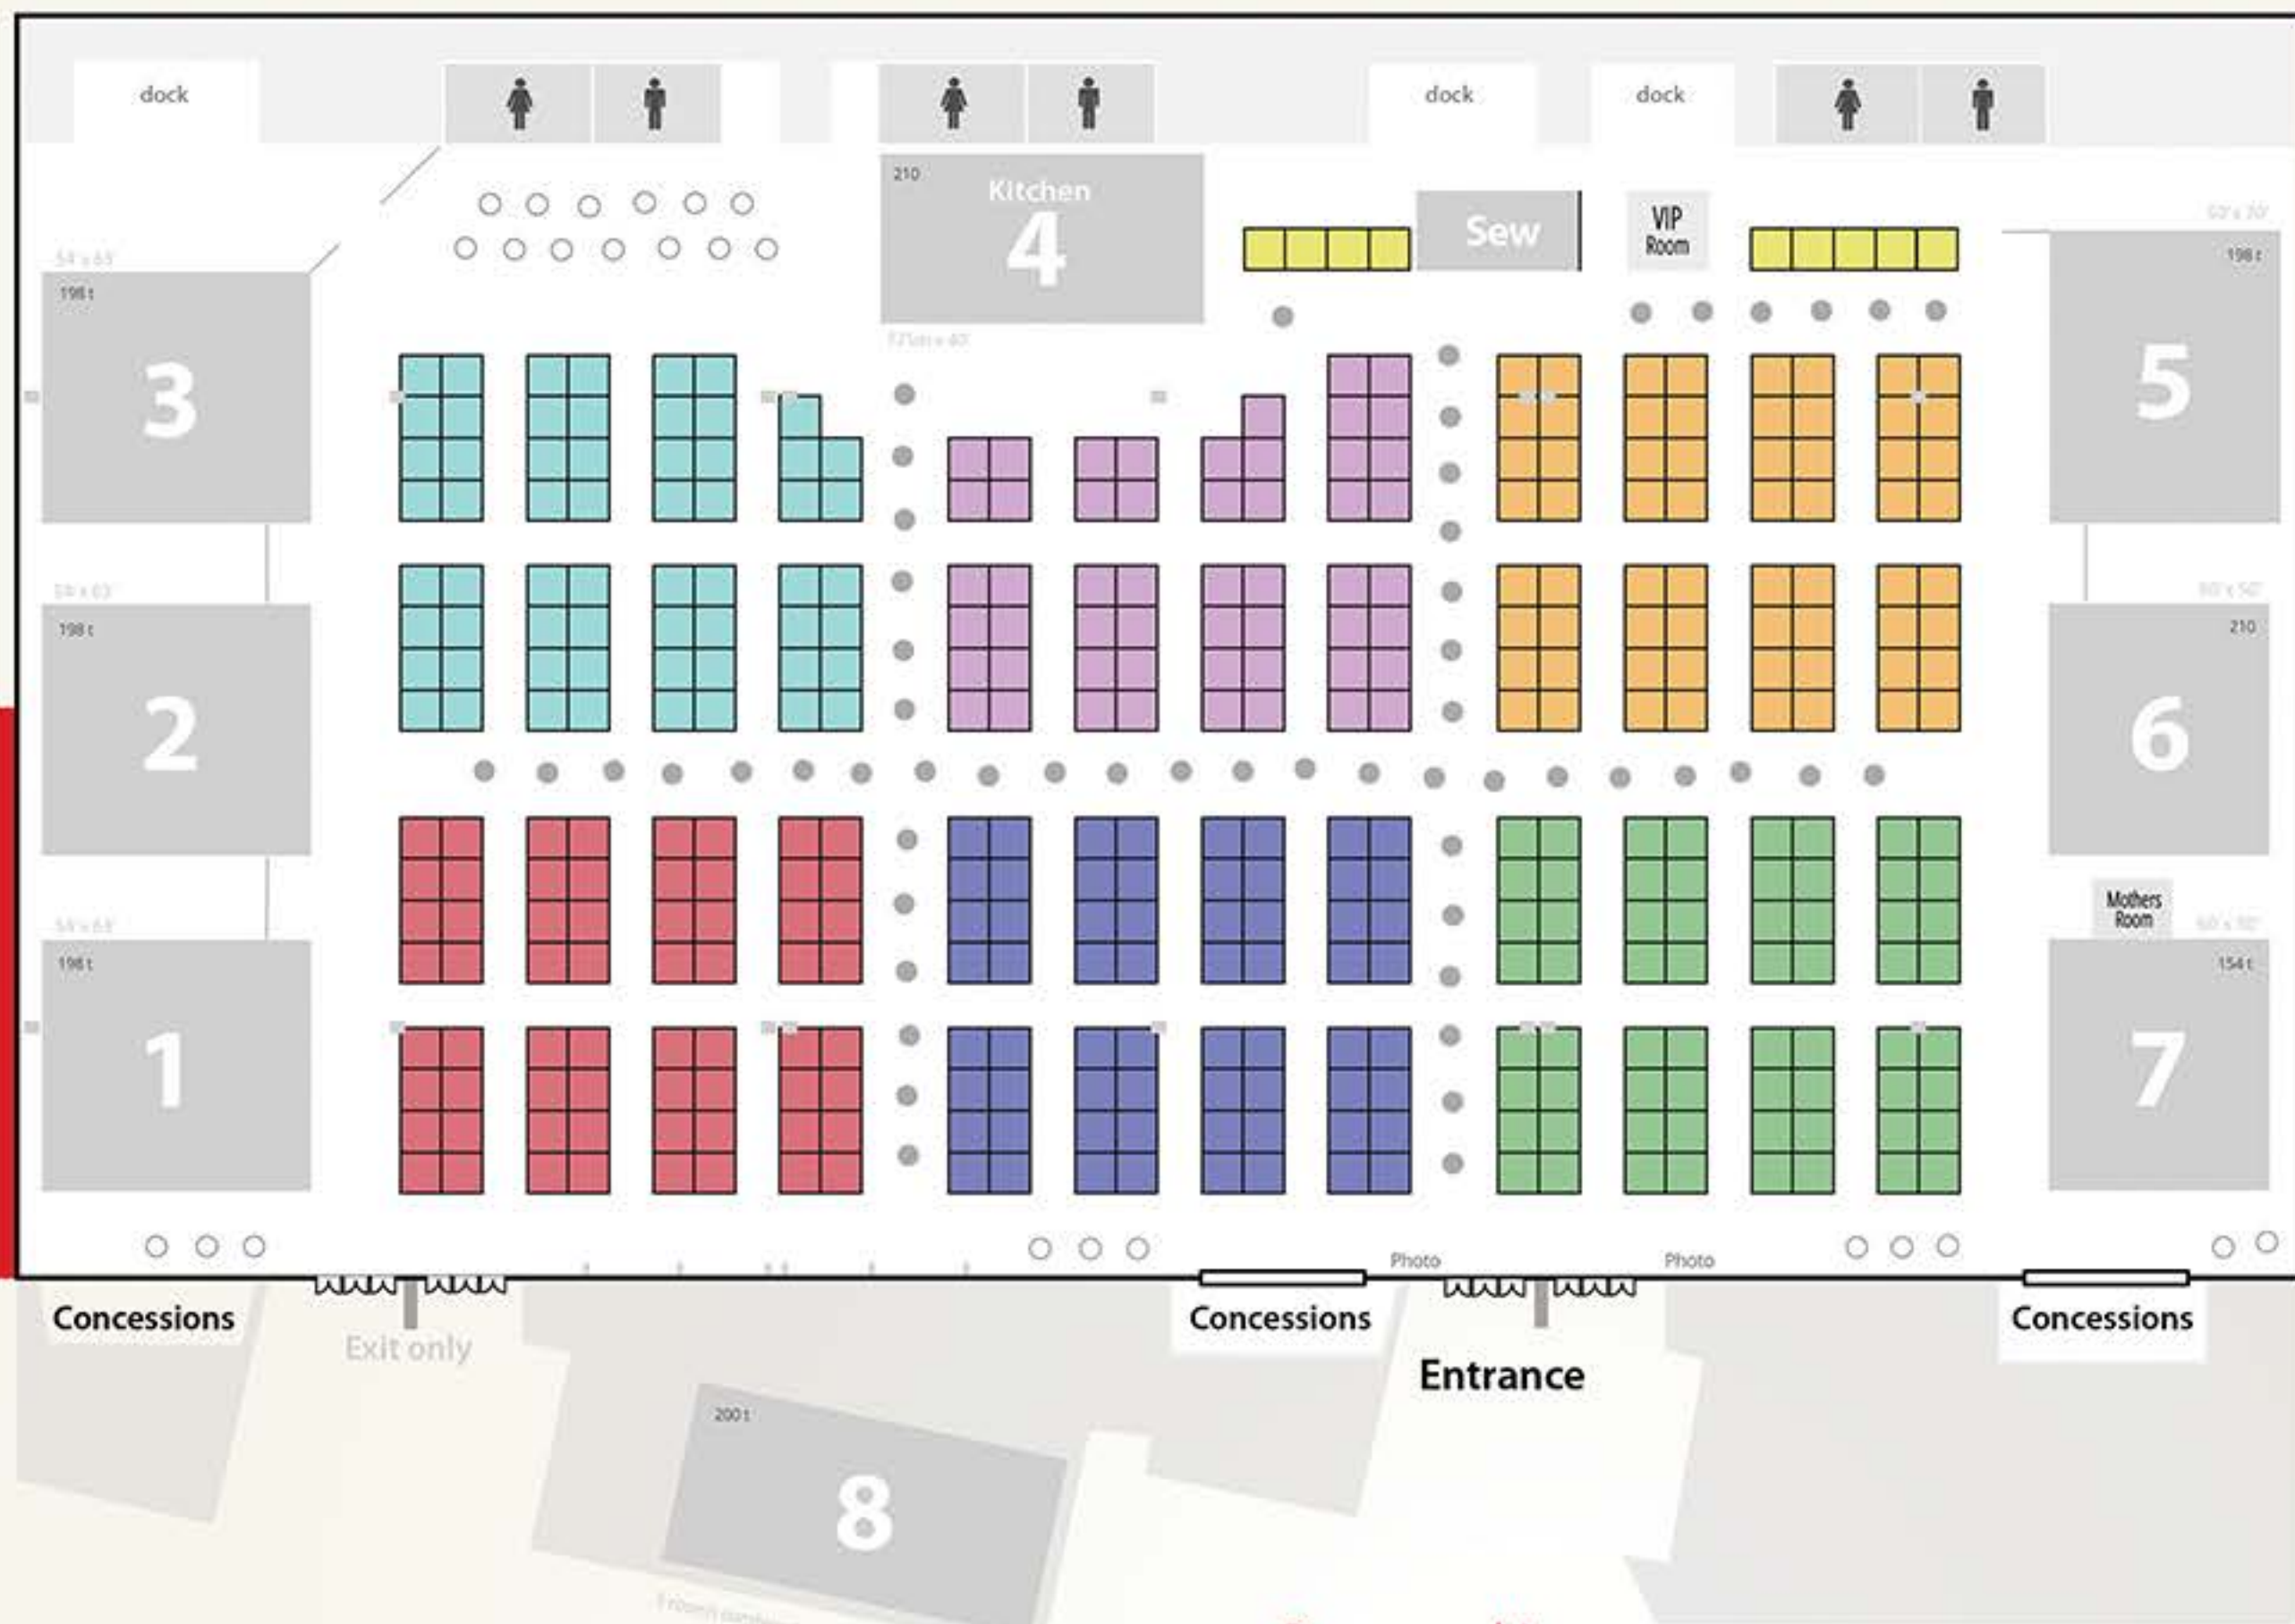 dock
dock
dock
210
Kitchen
4
Sew
VIP
Room
198 t
3
198 t
5
198 t
2
210
6
Mothers
Room
198 t
1
154 t
7
Photo
Photo
Concessions
Concessions
Concessions
Exit only
Entrance
200 t
8